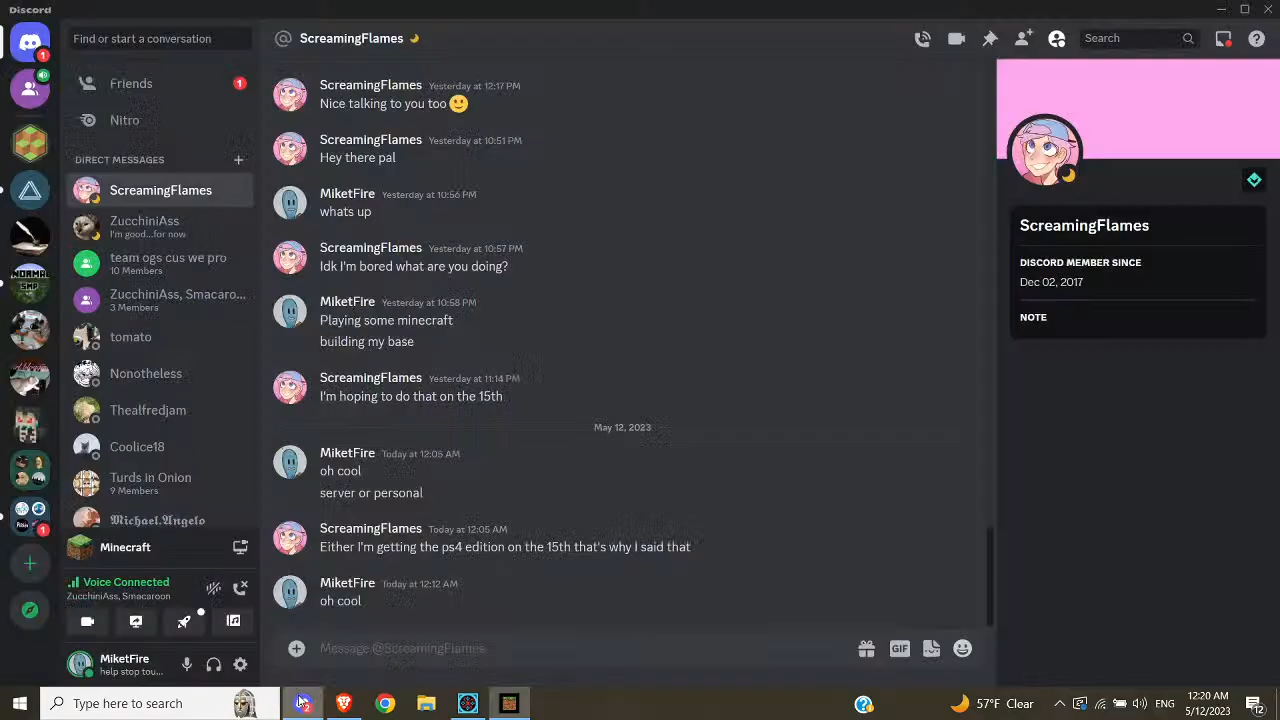 Discord
Find or start a conversation
ScreamingFlames
Search
1
Friends
1
Nitro
DIRECT MESSAGES
ScreamingFlames
ZucchiniAss
I'm good...for now
team ogs cus we pro
10 Members
ZucchiniAss, Smacaro...
3 Members
tomato
Nonotheless
Thealfredjam
Coolice18
Turds in Onion
9 Members
𝕸𝖎𝖈𝖍𝖆𝖊𝖑.𝕬𝖓𝖌𝖊𝖑𝖔
NORMAL
SMP
1
Minecraft
Voice Connected
ZucchiniAss, Smacaroon
MiketFire
help stop tou...
ScreamingFlames Yesterday at 12:17 PM
Nice talking to you too 🙂
ScreamingFlames Yesterday at 10:51 PM
Hey there pal
MiketFire Yesterday at 10:56 PM
whats up
ScreamingFlames Yesterday at 10:57 PM
Idk I'm bored what are you doing?
MiketFire Yesterday at 10:58 PM
Playing some minecraft
building my base
ScreamingFlames Yesterday at 11:14 PM
I'm hoping to do that on the 15th
May 12, 2023
MiketFire Today at 12:05 AM
oh cool
server or personal
ScreamingFlames Today at 12:05 AM
Either I'm getting the ps4 edition on the 15th that's why I said that
MiketFire Today at 12:12 AM
oh cool
Message @ScreamingFlames
GIF
ScreamingFlames
DISCORD MEMBER SINCE
Dec 02, 2017
NOTE
Type here to search
2
57°F Clear
ENG
12:20 AM
5/12/2023
2